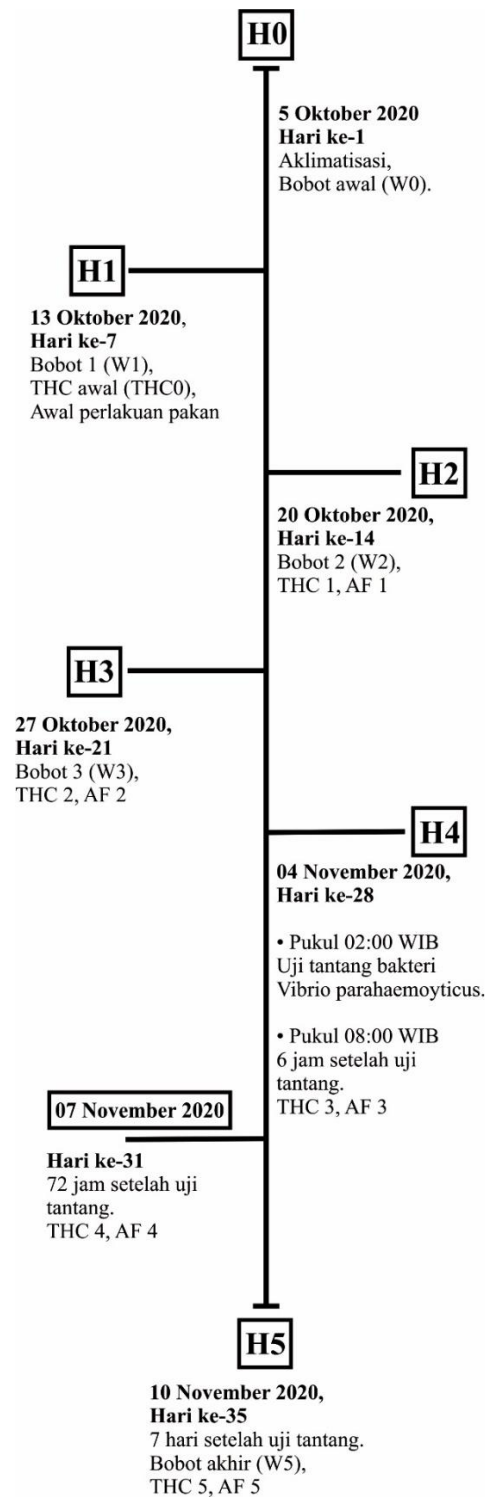 H0
5 Oktober 2020
Hari ke-1
Aklimatisasi,
Bobot awal (W0).
H1
13 Oktober 2020,
Hari ke-7
Bobot 1 (W1),
THC awal (THC0),
Awal perlakuan pakan
H2
20 Oktober 2020,
Hari ke-14
Bobot 2 (W2),
THC 1, AF 1
H3
27 Oktober 2020,
Hari ke-21
Bobot 3 (W3),
THC 2, AF 2
H4
04 November 2020,
Hari ke-28
• Pukul 02:00 WIB
Uji tantang bakteri
Vibrio parahaemoyticus.
• Pukul 08:00 WIB
6 jam setelah uji
tantang.
THC 3, AF 3
07 November 2020
Hari ke-31
72 jam setelah uji
tantang.
THC 4, AF 4
H5
10 November 2020,
Hari ke-35
7 hari setelah uji tantang.
Bobot akhir (W5),
THC 5, AF 5